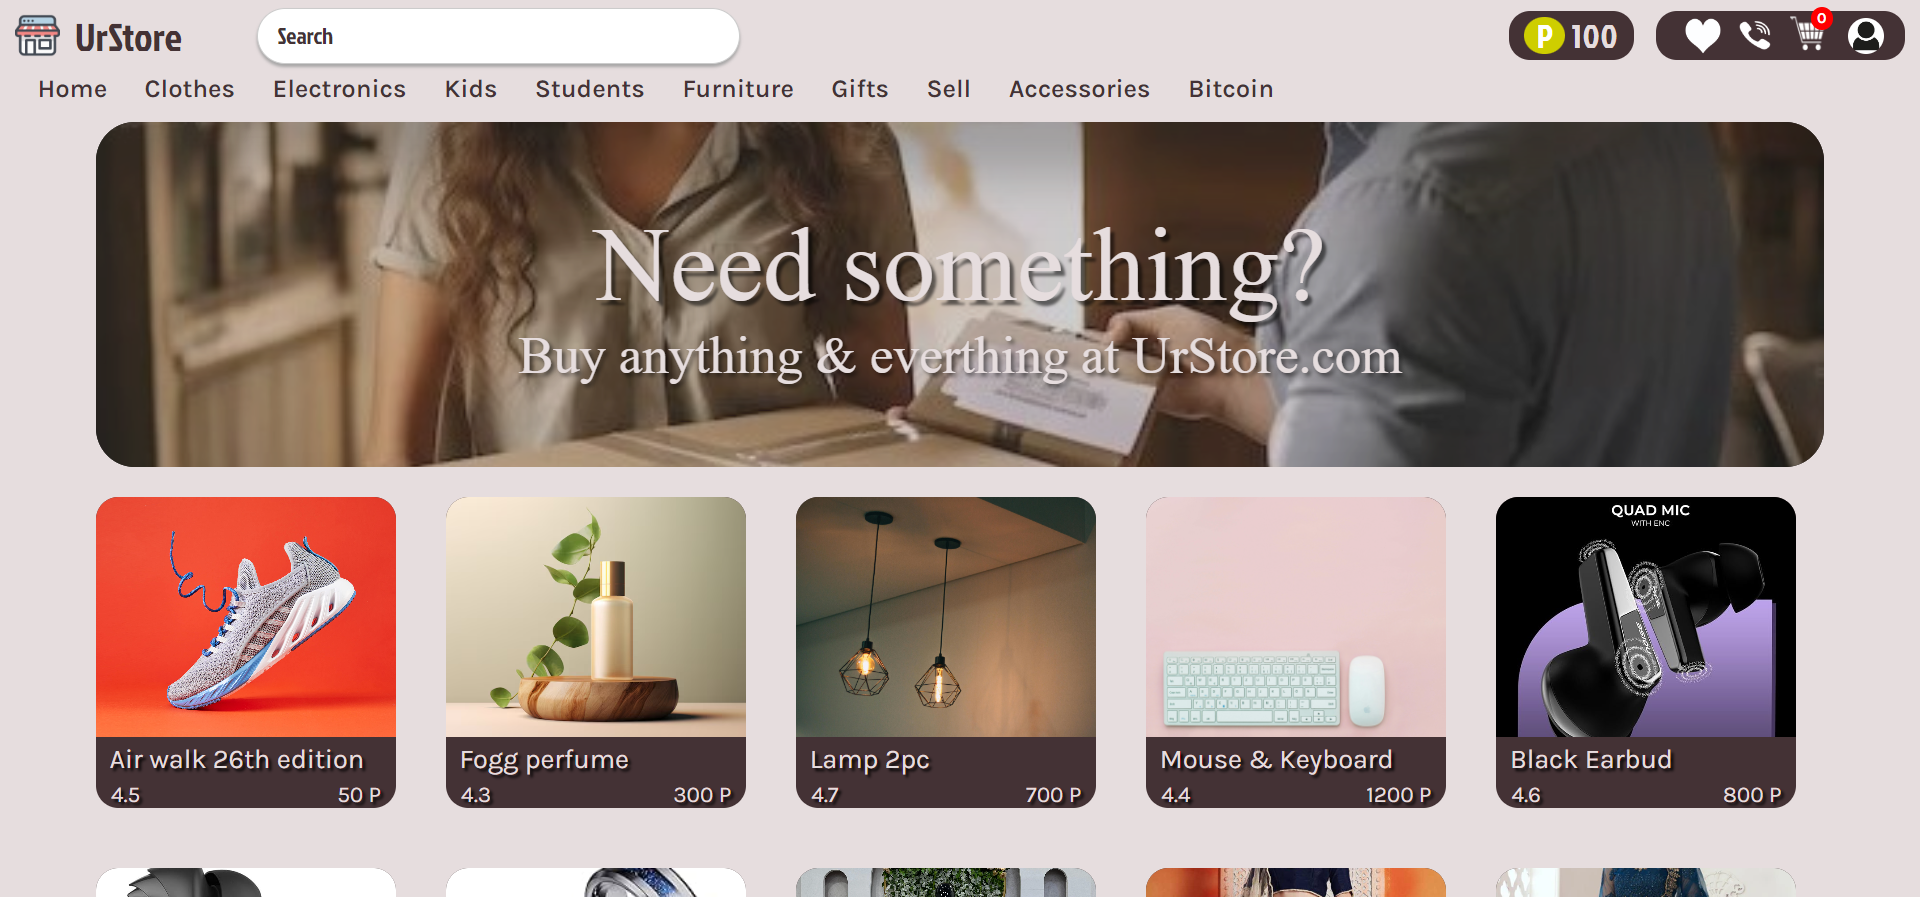 UrStore
Search
P 100
0
Home Clothes Electronics Kids Students Furniture Gifts Sell Accessories Bitcoin
Need something?
Buy anything & everthing at UrStore.com
QUAD MIC
WITH ENC
Air walk 26th edition
4.5 50 P
Fogg perfume
4.3 300 P
Lamp 2pc
4.7 700 P
Mouse & Keyboard
4.4 1200 P
Black Earbud
4.6 800 P